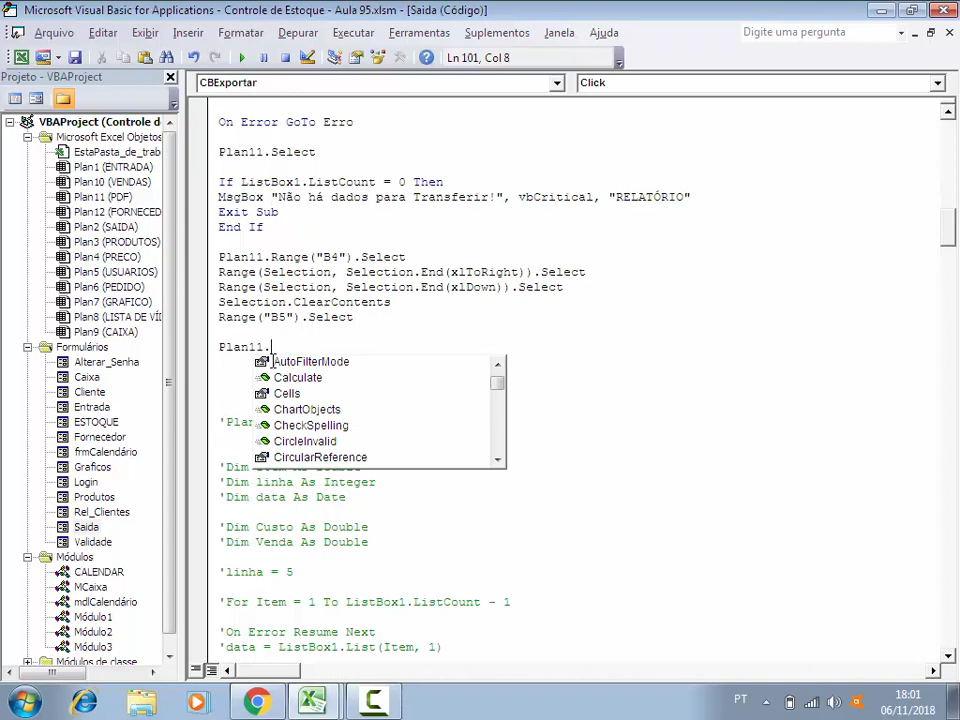 Microsoft Visual Basic for Applications - Controle de Estoque - Aula 95.xlsm - [Saida (Código)]
Arquivo Editar Exibir Inserir Formatar Depurar Executar Ferramentas Suplementos Janela Ajuda
Digite uma pergunta
Ln 101, Col 8
Projeto - VBAProject
CBExportar
Click
VBAProject (Controle d
Microsoft Excel Objetos
EstaPasta_de_trab
Plan1 (ENTRADA)
Plan10 (VENDAS)
Plan11 (PDF)
Plan12 (FORNECED
Plan2 (SAIDA)
Plan3 (PRODUTOS)
Plan4 (PRECO)
Plan5 (USUARIOS)
Plan6 (PEDIDO)
Plan7 (GRAFICO)
Plan8 (LISTA DE VÍ
Plan9 (CAIXA)
Formulários
Alterar_Senha
Caixa
Cliente
Entrada
ESTOQUE
Fornecedor
frmCalendário
Graficos
Login
Produtos
Rel_Clientes
Saida
Validade
Módulos
CALENDAR
MCaixa
mdlCalendário
Módulo1
Módulo2
Módulo3
Módulos de classe
On Error GoTo Erro
Plan11.Select
If ListBox1.ListCount = 0 Then
MsgBox "Não há dados para Transferir!", vbCritical, "RELATÓRIO"
Exit Sub
End If
Plan11.Range("B4").Select
Range(Selection, Selection.End(xlToRight)).Select
Range(Selection, Selection.End(xlDown)).Select
Selection.ClearContents
Range("B5").Select
Plan11.
AutoFilterMode
Calculate
Cells
ChartObjects
CheckSpelling
CircleInvalid
CircularReference
'Plan
'Dim linha As Integer
'Dim data As Date
'Dim Custo As Double
'Dim Venda As Double
'linha = 5
'For Item = 1 To ListBox1.ListCount - 1
'On Error Resume Next
'data = ListBox1.List(Item, 1)
PT
18:01
06/11/2018